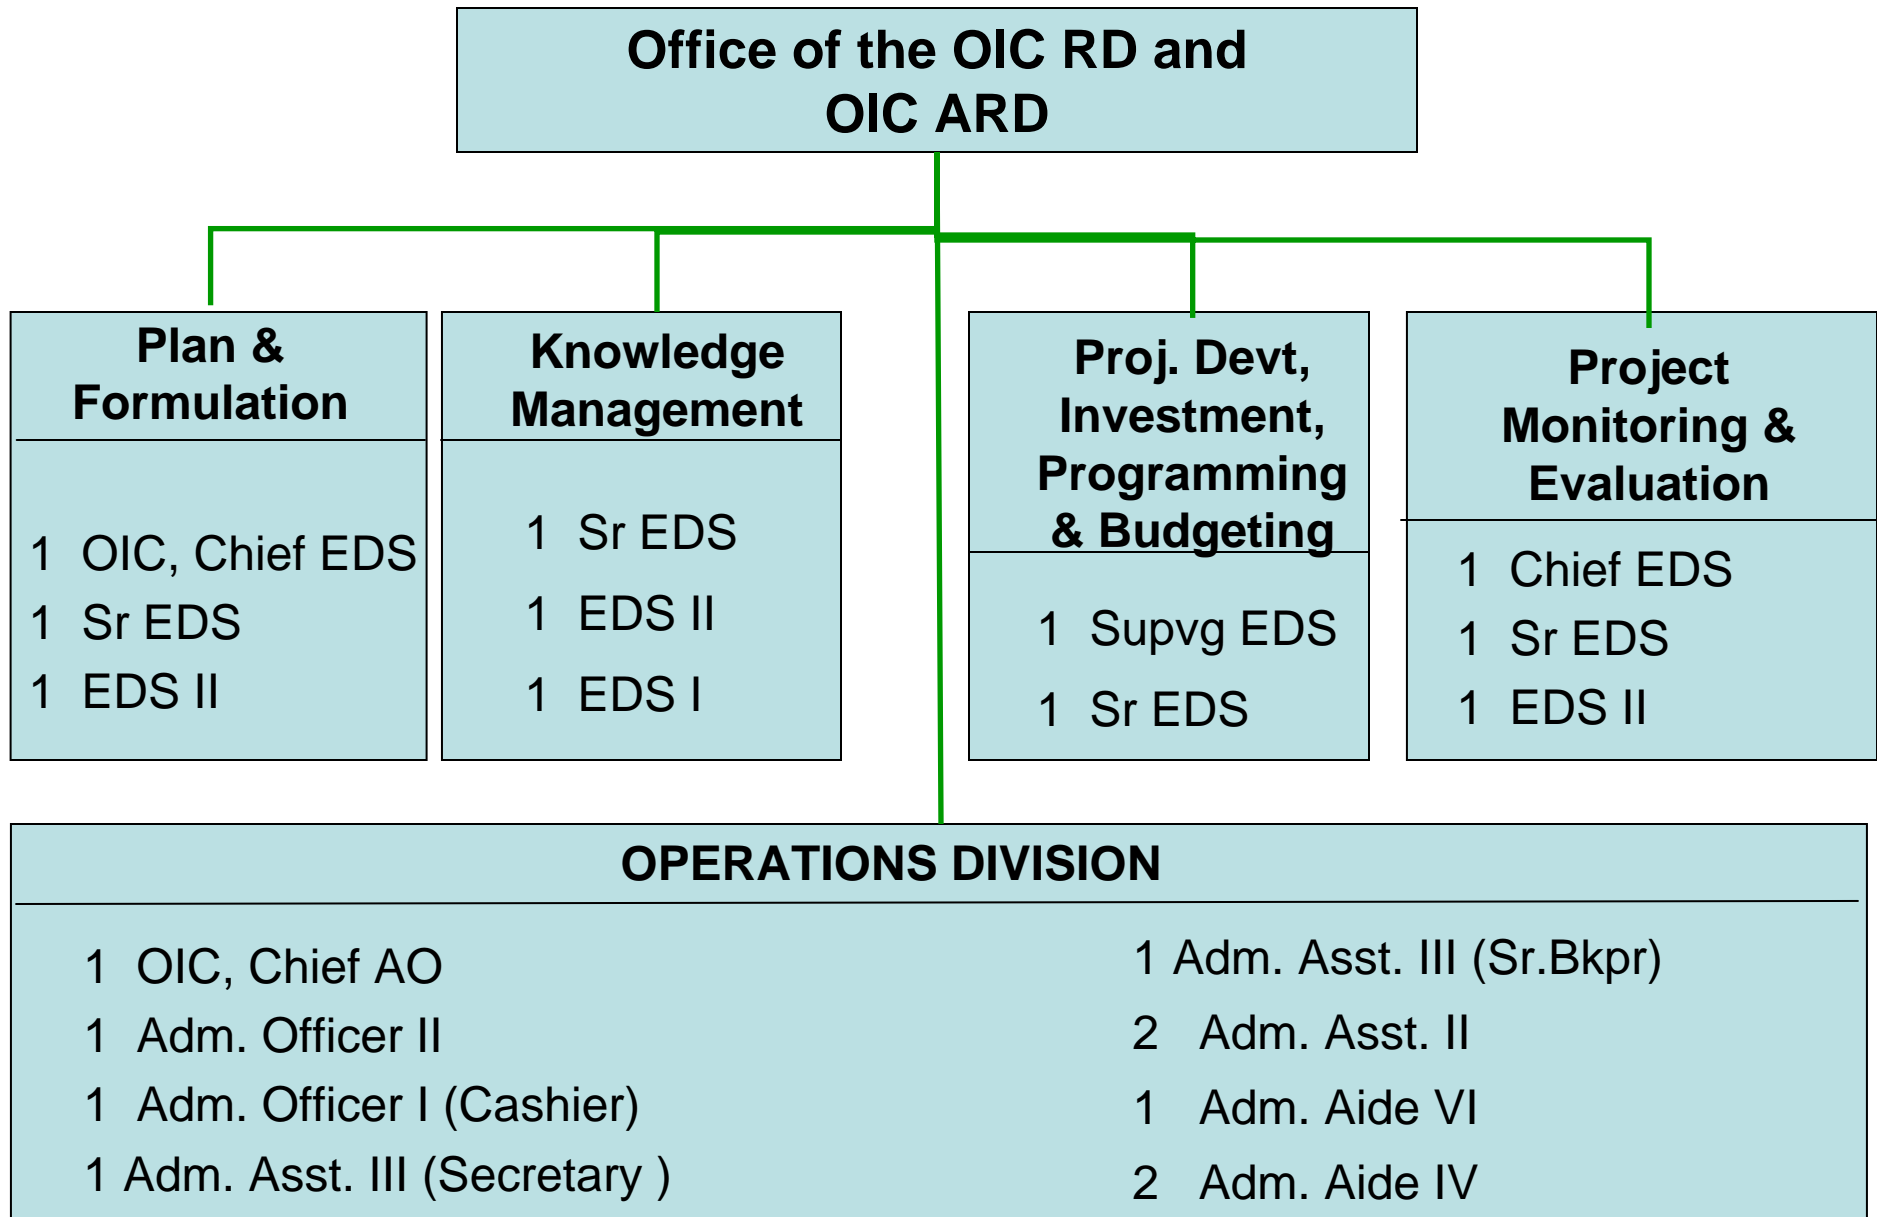 Office of the OIC RD and
OIC ARD
Plan &
Formulation
1 OIC, Chief EDS
1 Sr EDS
1 EDS II
Knowledge
Management
1 Sr EDS
1 EDS II
1 EDS I
Proj. Devt,
Investment,
Programming
& Budgeting
1 Supvg EDS
1 Sr EDS
Project
Monitoring &
Evaluation
1 Chief EDS
1 Sr EDS
1 EDS II
OPERATIONS DIVISION
1 OIC, Chief AO
1 Adm. Officer II
1 Adm. Officer I (Cashier)
1 Adm. Asst. III (Secretary )
1 Adm. Asst. III (Sr.Bkpr)
2 Adm. Asst. II
1 Adm. Aide VI
2 Adm. Aide IV